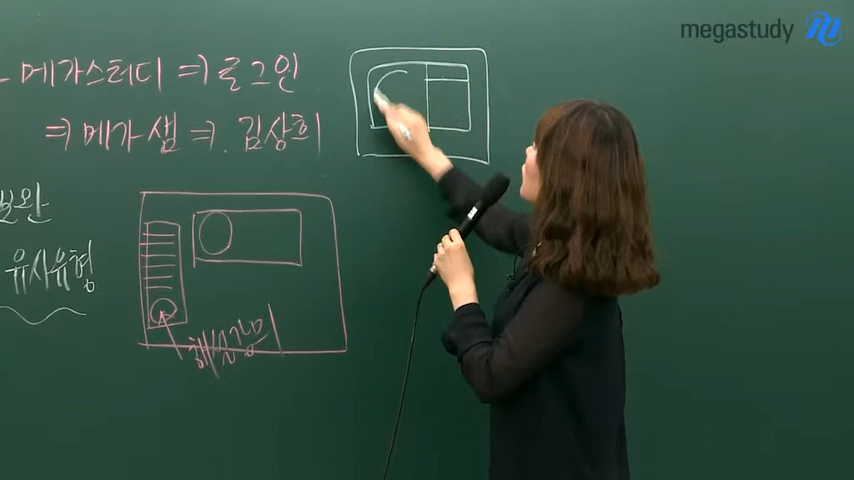 megastudy
메가스터디 ⇒ 로그인
⇒ 메가샘 ⇒ 김상희
보완
유사유형
해설강의